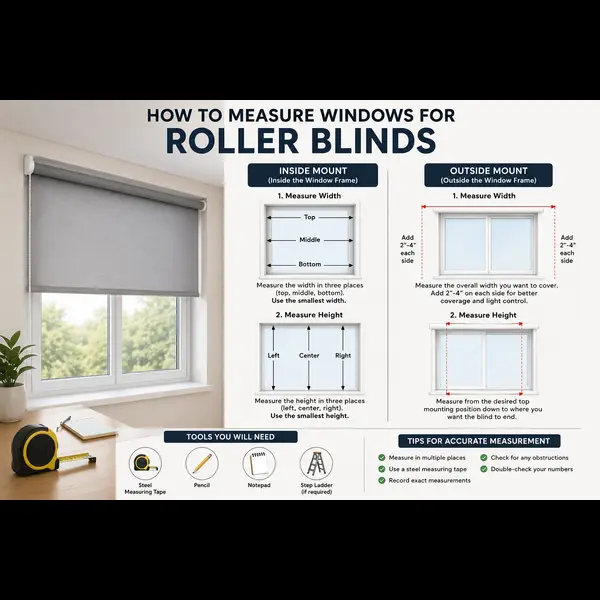 HOW TO MEASURE WINDOWS FOR
ROLLER BLINDS
INSIDE MOUNT
(Inside the Window Frame)
1. Measure Width
Top
Middle
Bottom
Measure the width in three places
(top, middle, bottom).
Use the smallest width.
2. Measure Height
Left
Center
Right
Measure the height in three places
(left, center, right).
Use the smallest height.
OUTSIDE MOUNT
(Outside the Window Frame)
1. Measure Width
Add
2"-4"
each
side
Add
2"-4"
each
side
Measure the overall width you want to cover.
Add 2"-4" on each side for better
coverage and light control.
2. Measure Height
Measure from the desired top
mounting position down to where you
want the blind to end.
TOOLS YOU WILL NEED
Steel
Measuring Tape
Pencil
Notepad
Step Ladder
(if required)
TIPS FOR ACCURATE MEASUREMENT
Measure in multiple places
Use a steel measuring tape
Record exact measurements
Check for any obstructions
Double-check your numbers